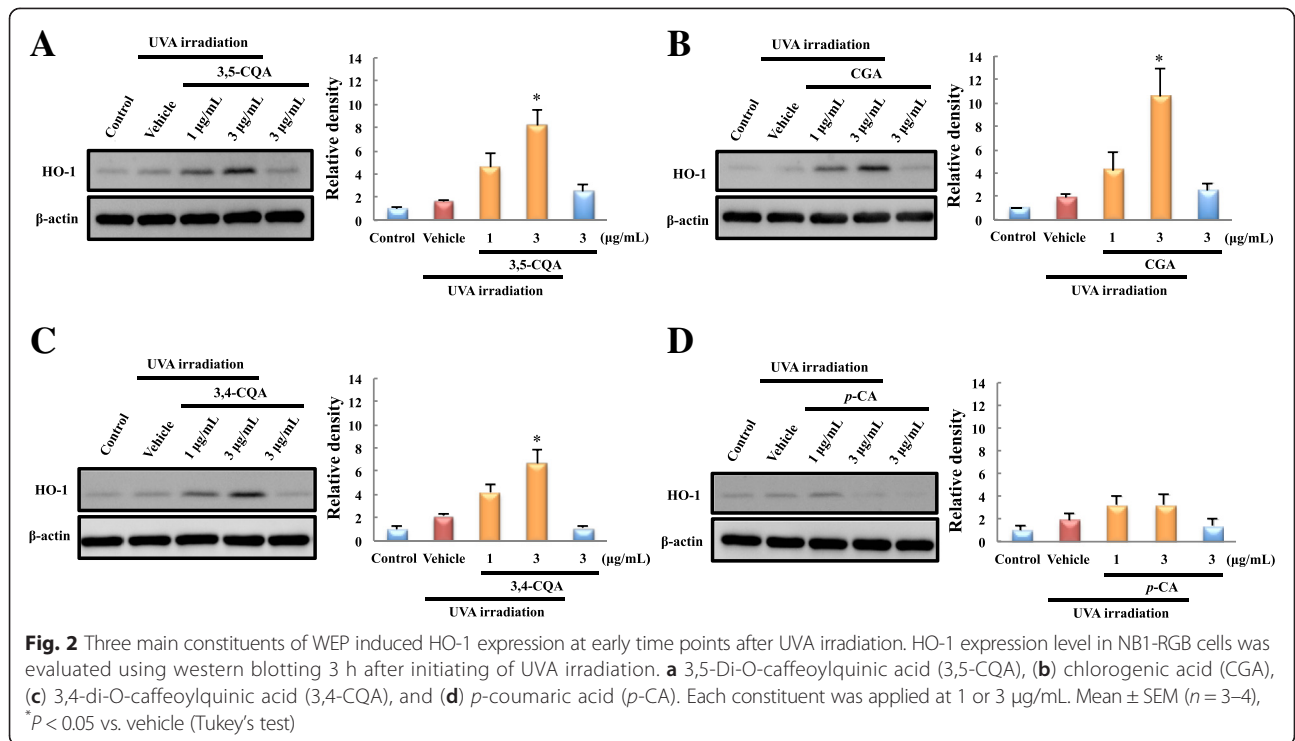 A
UVA irradiation
3,5-CQA
Control
Vehicle
1 µg/mL
3 µg/mL
3 µg/mL
HO-1
β-actin
Relative density
14
12
10
8
6
4
2
0
*
Control Vehicle 1 3 3 (µg/mL)
3,5-CQA
UVA irradiation
B
UVA irradiation
CGA
Control
Vehicle
1 µg/mL
3 µg/mL
3 µg/mL
HO-1
β-actin
Relative density
14
12
10
8
6
4
2
0
*
Control Vehicle 1 3 3 (µg/mL)
CGA
UVA irradiation
C
UVA irradiation
3,4-CQA
Control
Vehicle
1 µg/mL
3 µg/mL
3 µg/mL
HO-1
β-actin
Relative density
14
12
10
8
6
4
2
0
*
Control Vehicle 1 3 3 (µg/mL)
3,4-CQA
UVA irradiation
D
UVA irradiation
p-CA
Control
Vehicle
1 µg/mL
3 µg/mL
3 µg/mL
HO-1
β-actin
Relative density
14
12
10
8
6
4
2
0
Control Vehicle 1 3 3 (µg/mL)
p-CA
UVA irradiation
Fig. 2 Three main constituents of WEP induced HO-1 expression at early time points after UVA irradiation. HO-1 expression level in NB1-RGB cells was
evaluated using western blotting 3 h after initiating of UVA irradiation. a 3,5-Di-O-caffeoylquinic acid (3,5-CQA), (b) chlorogenic acid (CGA),
(c) 3,4-di-O-caffeoylquinic acid (3,4-CQA), and (d) p-coumaric acid (p-CA). Each constituent was applied at 1 or 3 µg/mL. Mean ± SEM (n = 3–4),
*P < 0.05 vs. vehicle (Tukey's test)